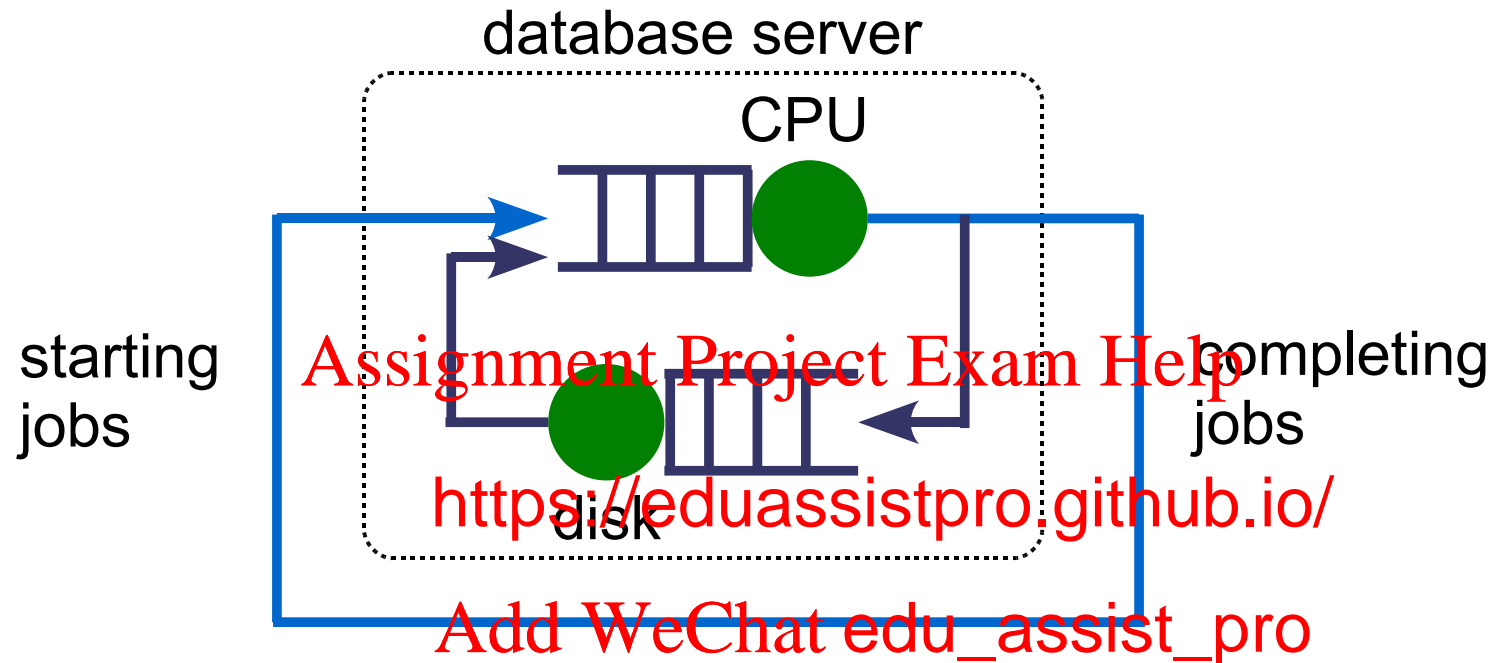 database server
CPU
starting
jobs
Assignment Project Exam Help
completing
jobs
https://eduassistpro.github.io/
disk
Add WeChat edu_assist_pro